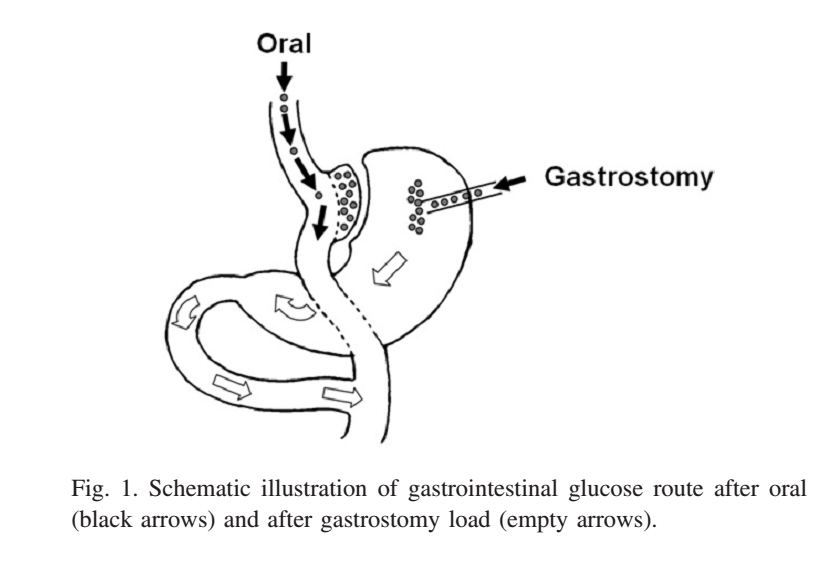 Oral
Gastrostomy
Fig. 1. Schematic illustration of gastrointestinal glucose route after oral
(black arrows) and after gastrostomy load (empty arrows).